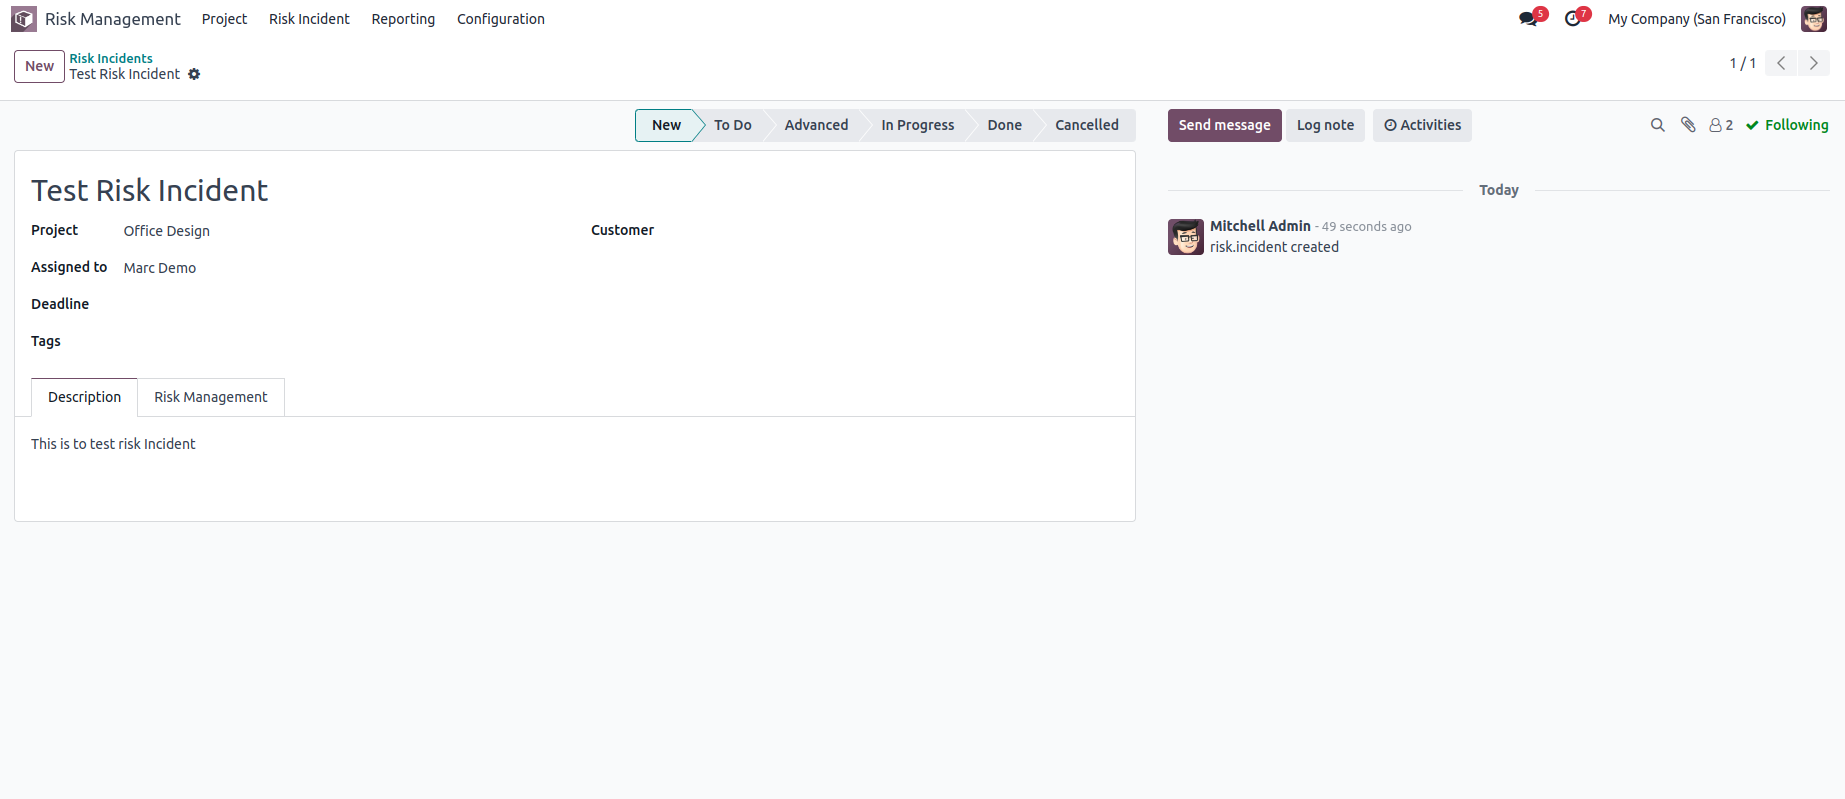 Risk Management Project Risk Incident Reporting Configuration 5 7 My Company (San Francisco)
New Risk Incidents
Test Risk Incident 1 / 1
New To Do Advanced In Progress Done Cancelled Send message Log note Activities 2 Following
Test Risk Incident
Project Office Design Customer
Assigned to Marc Demo
Deadline
Tags
Description Risk Management
This is to test risk Incident
Today
Mitchell Admin - 49 seconds ago
risk.incident created